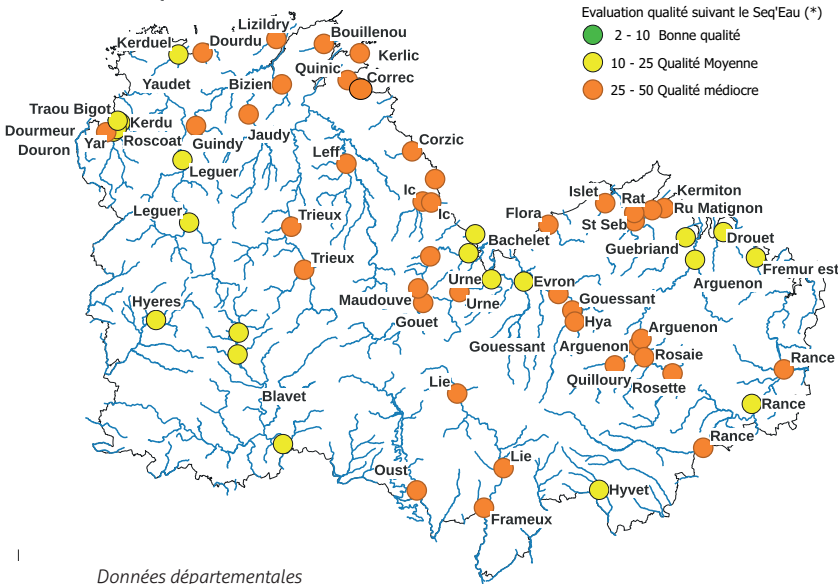 Evaluation qualité suivant le Seq'Eau (*)
2 - 10 Bonne qualité
10 - 25 Qualité Moyenne
25 - 50 Qualité médiocre
Lizildry
Bouillenou
Kerduel
Dourdu
Kerlic
Quinic
Correc
Yaudet
Bizien
Traou Bigot
Kerdu
Dourmeur
Yar
Roscoat
Guindy
Jaudy
Corzic
Douron
Leff
Leguer
Ic
Islet
Rat
Kermiton
Leguer
Trieux
Ic
Flora
St Seb
Ru Matignon
Bachelet
Guebriand
Drouet
Trieux
Fremur est
Urne
Evron
Arguenon
Hyeres
Maudouve
Urne
Gouessant
Gouet
Hya
Arguenon
Gouessant
Arguenon
Rosaie
Rance
Quilloury
Rosette
Lie
Blavet
Rance
Rance
Lie
Oust
Hyvet
Frameux
Données départementales